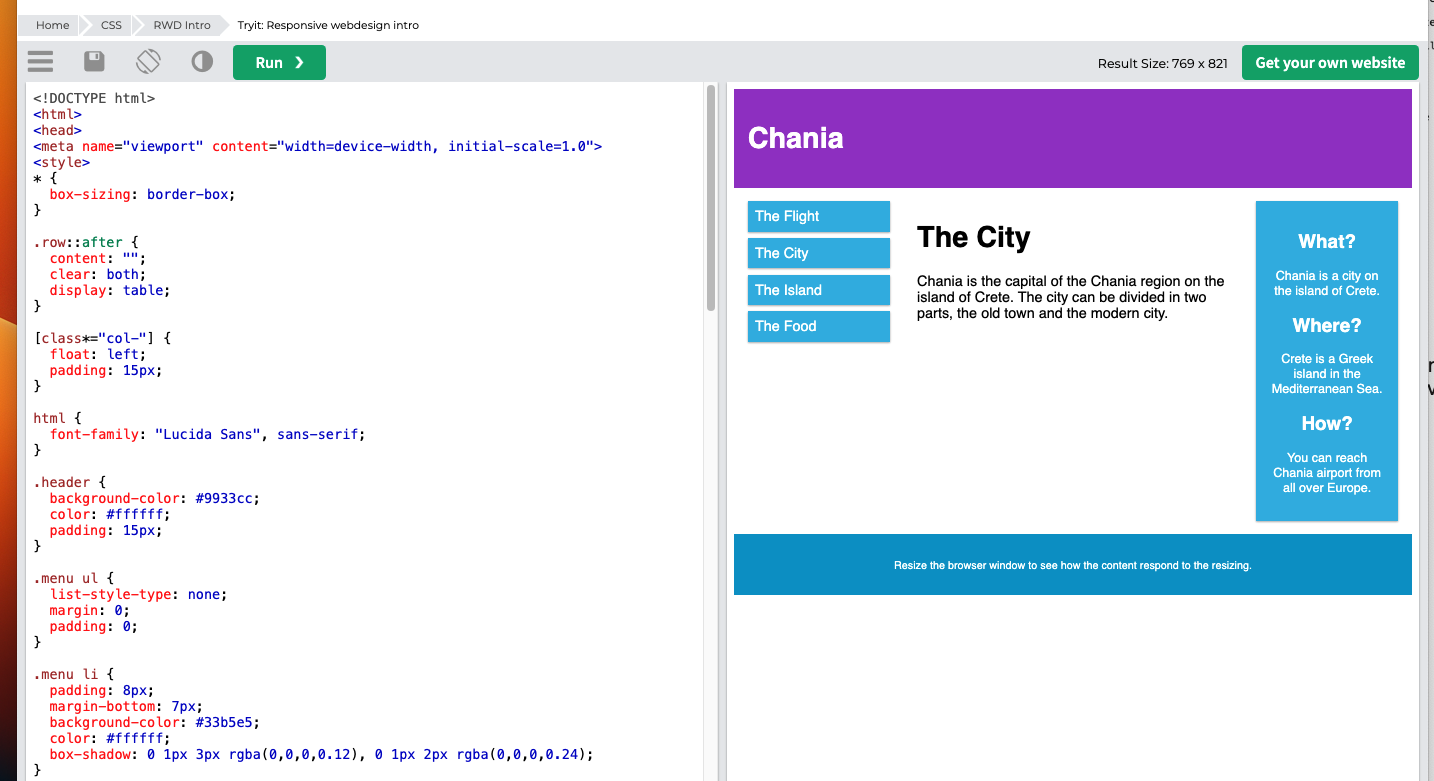 Home CSS RWD Intro Tryit: Responsive webdesign intro
Run ❯
Result Size: 769 x 821
Get your own website
<!DOCTYPE html>
<html>
<head>
<meta name="viewport" content="width=device-width, initial-scale=1.0">
<style>
* {
  box-sizing: border-box;
}

.row::after {
  content: "";
  clear: both;
  display: table;
}

[class*="col-"] {
  float: left;
  padding: 15px;
}

html {
  font-family: "Lucida Sans", sans-serif;
}

.header {
  background-color: #9933cc;
  color: #ffffff;
  padding: 15px;
}

.menu ul {
  list-style-type: none;
  margin: 0;
  padding: 0;
}

.menu li {
  padding: 8px;
  margin-bottom: 7px;
  background-color: #33b5e5;
  color: #ffffff;
  box-shadow: 0 1px 3px rgba(0,0,0,0.12), 0 1px 2px rgba(0,0,0,0.24);
}
Chania
The Flight
The City
The Island
The Food
The City
Chania is the capital of the Chania region on the
island of Crete. The city can be divided in two
parts, the old town and the modern city.
What?
Chania is a city on
the island of Crete.
Where?
Crete is a Greek
island in the
Mediterranean Sea.
How?
You can reach
Chania airport from
all over Europe.
Resize the browser window to see how the content respond to the resizing.